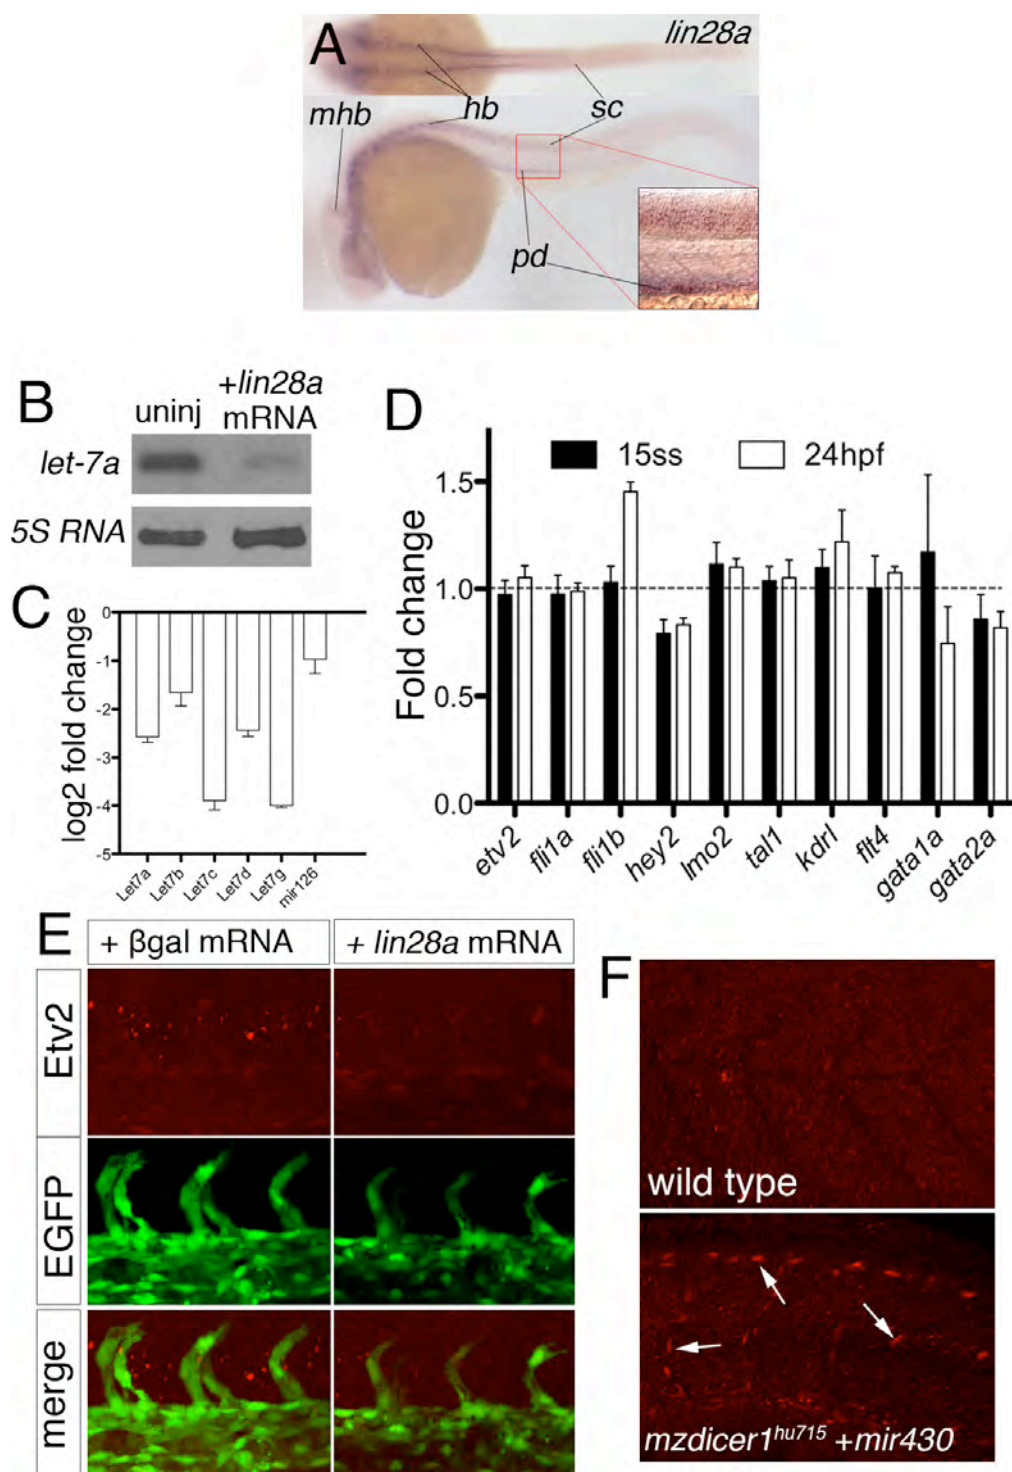 A
lin28a
mhb
hb
sc
pd
B
uninj
+lin28a
mRNA
let-7a
5S RNA
C
log2 fold change
0
-1
-2
-3
-4
-5
Let7a
Let7b
Let7c
Let7d
Let7g
mir126
D
15ss
24hpf
Fold change
1.5
1.0
0.5
0.0
etv2
fli1a
fli1b
hey2
lmo2
tal1
kdrl
flt4
gata1a
gata2a
E
+ βgal mRNA
+ lin28a mRNA
Etv2
EGFP
merge
F
wild type
mzdicer1hu715 +mir430